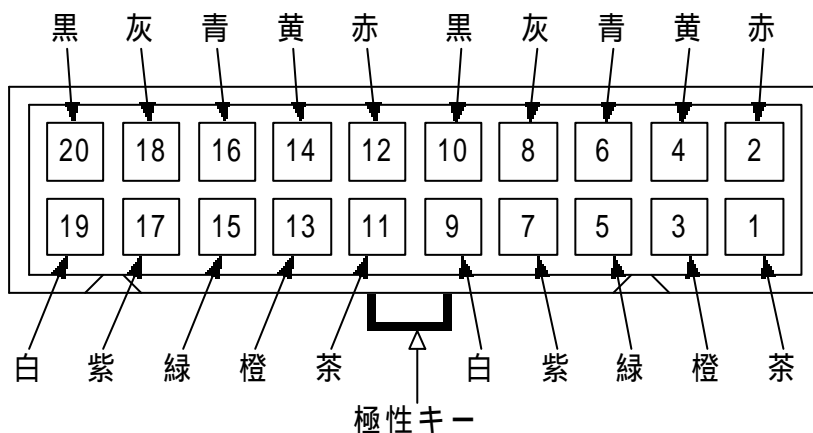 黒 灰 青 黄 赤 黒 灰 青 黄 赤
20 18 16 14 12 10 8 6 4 2
19 17 15 13 11 9 7 5 3 1
白 紫 緑 橙 茶 白 紫 緑 橙 茶
極性キー